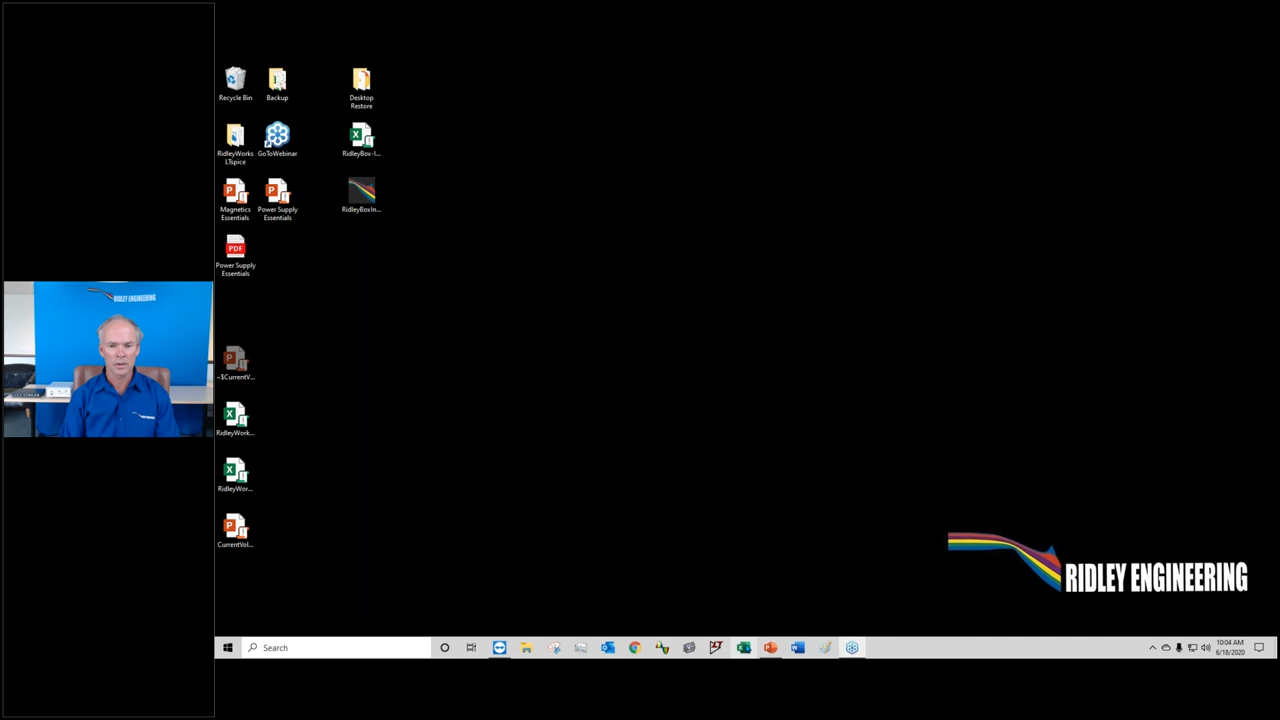 Recycle Bin
Backup
Desktop
Restore
RidleyWorks
LTspice
GoToWebinar
RidleyBox-I...
Magnetics
Essentials
Power Supply
Essentials
RidleyBoxIn...
PDF
Power Supply
Essentials
RIDLEY ENGINEERING
~$CurrentV...
RidleyWork...
RidleyWor...
CurrentVol...
RIDLEY ENGINEERING
Search
10:04 AM
6/18/2020